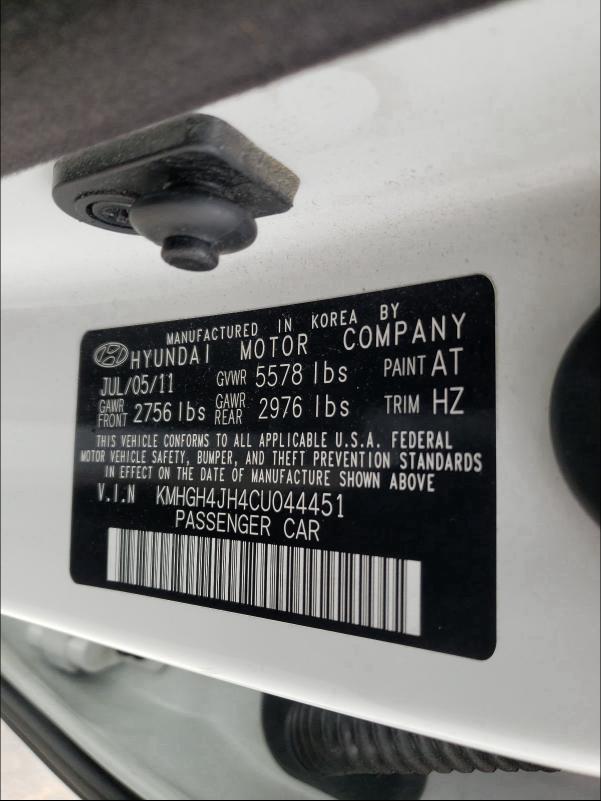 MANUFACTURED IN KOREA BY
HYUNDAI MOTOR COMPANY
JUL/05/11 GVWR 5578 lbs PAINT AT
GAWR FRONT 2756 lbs GAWR REAR 2976 lbs TRIM HZ
THIS VEHICLE CONFORMS TO ALL APPLICABLE U.S.A. FEDERAL
MOTOR VEHICLE SAFETY, BUMPER, AND THEFT PREVENTION STANDARDS
IN EFFECT ON THE DATE OF MANUFACTURE SHOWN ABOVE
V.I.N KMHGH4JH4CU044451
PASSENGER CAR